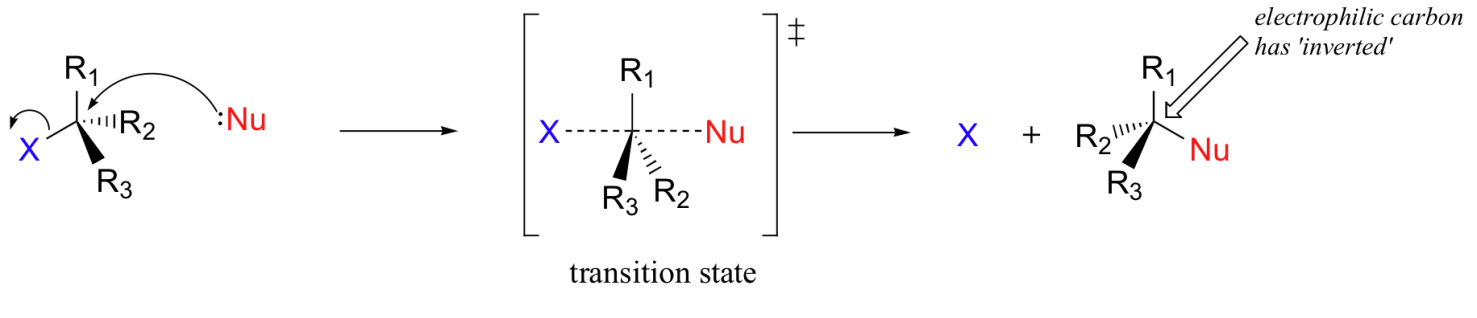 electrophilic carbon
has 'inverted'
R1
X
R2
R3
:Nu
X
R1
Nu
R3
R2
‡
X
+
R1
R2
R3
Nu
transition state